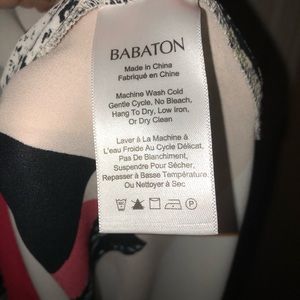 BABATON
Made in China
Fabriqué en Chine
Machine Wash Cold
Gentle Cycle, No Bleach,
Hang To Dry, Low Iron,
Or Dry Clean
Laver À La Machine À
L'eau Froide Au Cycle Délicat,
Pas De Blanchiment,
Suspendre Pour Sécher,
Repasser à Basse Température,
Ou Nettoyer à Sec
P